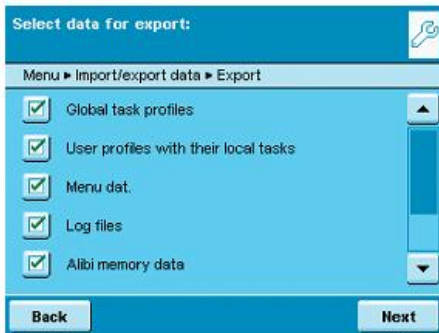 Select data for export:
Menu ▸ Import/export data ▸ Export
Global task profiles
User profiles with their local tasks
Menu dat.
Log files
Alibi memory data
Back
Next